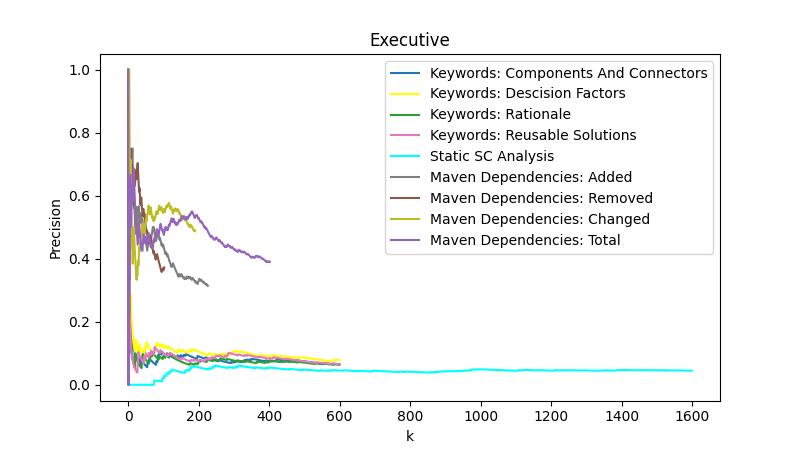 Executive
1.0
0.8
0.6
0.4
0.2
0.0
Precision
0
200
400
600
800
1000
1200
1400
1600
k
Keywords: Components And Connectors
Keywords: Descision Factors
Keywords: Rationale
Keywords: Reusable Solutions
Static SC Analysis
Maven Dependencies: Added
Maven Dependencies: Removed
Maven Dependencies: Changed
Maven Dependencies: Total